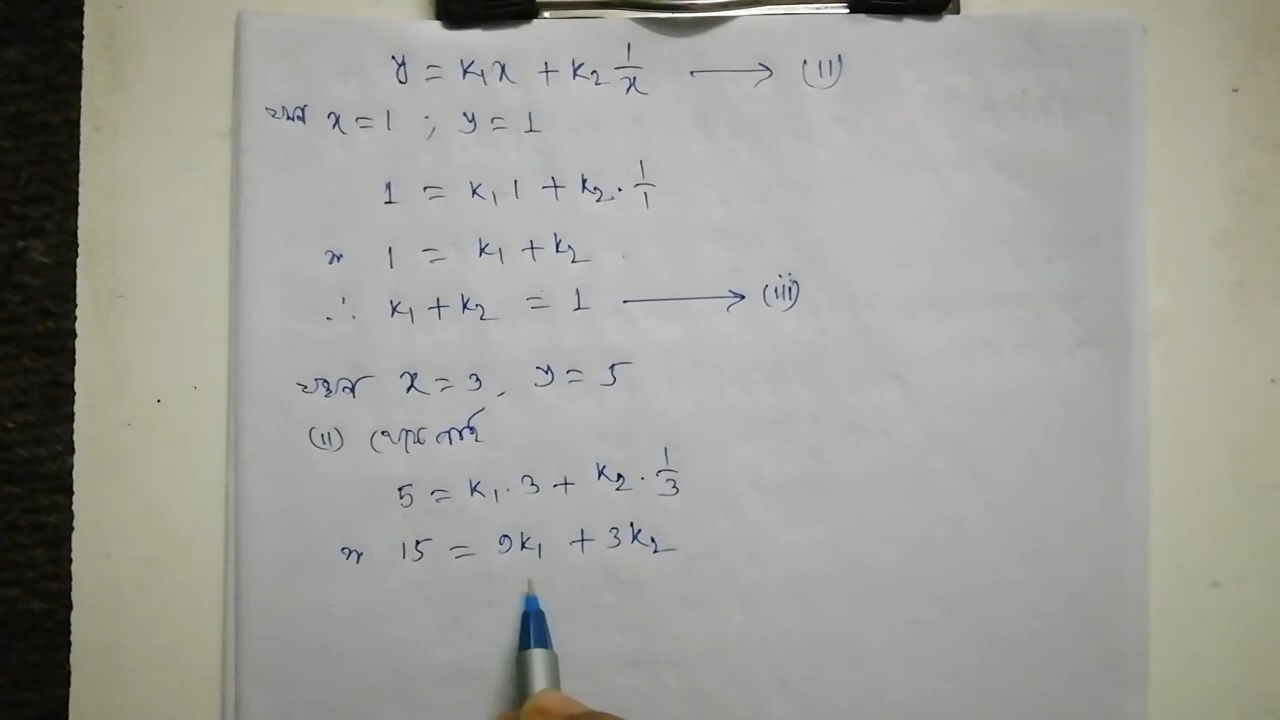 y = k₁x + k₂ 1/x ⟶ (II)
যখন x = 1 ; y = 1
1 = k₁ 1 + k₂ · 1/1
বা 1 = k₁ + k₂
∴ k₁ + k₂ = 1 ⟶ (iii)
যখন x = 3, y = 5
(II) থেকে পাই
5 = k₁ · 3 + k₂ · 1/3
বা 15 = 9k₁ + 3k₂